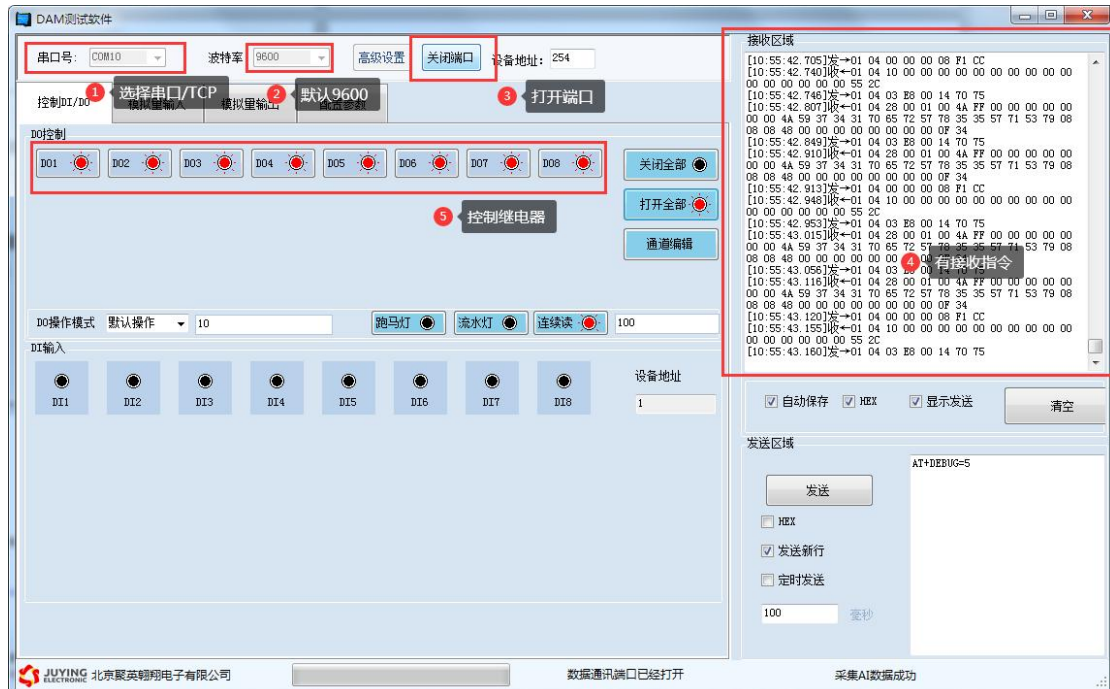 DAM测试软件
串口号: COM10
波特率 9600
高级设置
关闭端口
设备地址: 254
1 选择串口/TCP
2 默认9600
3 打开端口
控制DI/DO
模拟量输入
模拟量输出
配置参数
DO控制
DO1
DO2
DO3
DO4
DO5
DO6
DO7
DO8
关闭全部
打开全部
通道编辑
5 控制继电器
DO操作模式 默认操作 10
跑马灯
流水灯
连续读
100
DI输入
DI1
DI2
DI3
DI4
DI5
DI6
DI7
DI8
设备地址
1
接收区域
[10:55:42.705]发→01 04 00 00 00 08 F1 CC
[10:55:42.740]收←01 04 10 00 00 00 00 00 00 00 00 00
00 00 00 00 00 00 55 2C
[10:55:42.746]发→01 04 03 E8 00 14 70 75
[10:55:42.807]收←01 04 28 00 01 00 4A FF 00 00 00 00 00
00 00 4A 59 37 34 31 70 65 72 57 78 35 35 57 71 53 79 08
08 08 48 00 00 00 00 00 00 00 00 0F 34
[10:55:42.849]发→01 04 03 E8 00 14 70 75
[10:55:42.910]收←01 04 28 00 01 00 4A FF 00 00 00 00 00
00 00 4A 59 37 34 31 70 65 72 57 78 35 35 57 71 53 79 08
08 08 48 00 00 00 00 00 00 00 00 0F 34
[10:55:42.913]发→01 04 00 00 00 08 F1 CC
[10:55:42.948]收←01 04 10 00 00 00 00 00 00 00 00 00
00 00 00 00 00 00 55 2C
[10:55:42.953]发→01 04 03 E8 00 14 70 75
[10:55:43.015]收←01 04 28 00 01 00 4A FF 00 00 00 00 00
00 00 4A 59 37 34 31 70 65 72 57 78 35 35 57 71 53 79 08
08 08 48 00 00 00 00 00
4 有接收指令
[10:55:43.056]发→01 04 03 E8 00 14 70 75
[10:55:43.116]收←01 04 28 00 01 00 4A FF 00 00 00 00 00
00 00 4A 59 37 34 31 70 65 72 57 78 35 35 57 71 53 79 08
08 08 48 00 00 00 00 00 00 00 00 0F 34
[10:55:43.120]发→01 04 00 00 00 08 F1 CC
[10:55:43.155]收←01 04 10 00 00 00 00 00 00 00 00 00
00 00 00 00 00 00 55 2C
[10:55:43.160]发→01 04 03 E8 00 14 70 75
自动保存
HEX
显示发送
清空
发送区域
AT+DEBUG=5
发送
HEX
发送新行
定时发送
100 毫秒
JUYING ELECTRONIC 北京聚英翱翔电子有限公司
数据通讯端口已经打开
采集AI数据成功